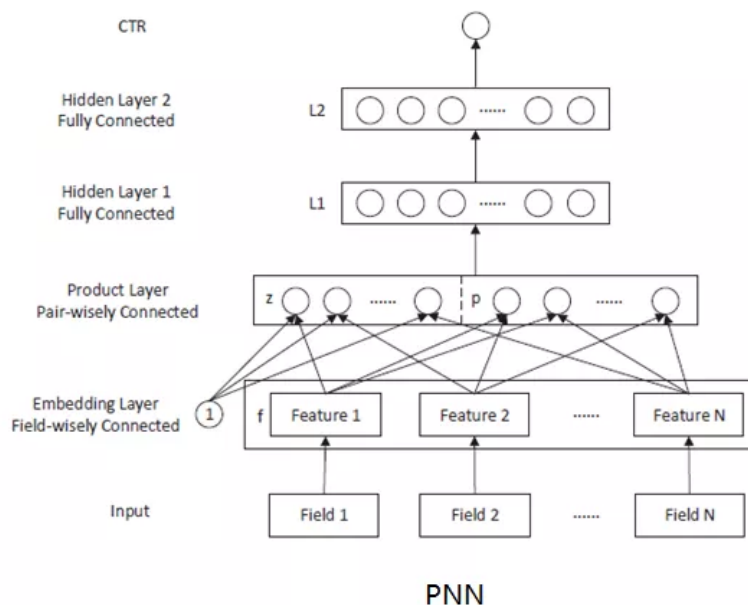 CTR
Hidden Layer 2
Fully Connected
L2
......
Hidden Layer 1
Fully Connected
L1
......
Product Layer
Pair-wisely Connected
z
......
p
......
Embedding Layer
Field-wisely Connected
1
f
Feature 1
Feature 2
......
Feature N
Input
Field 1
Field 2
......
Field N
PNN